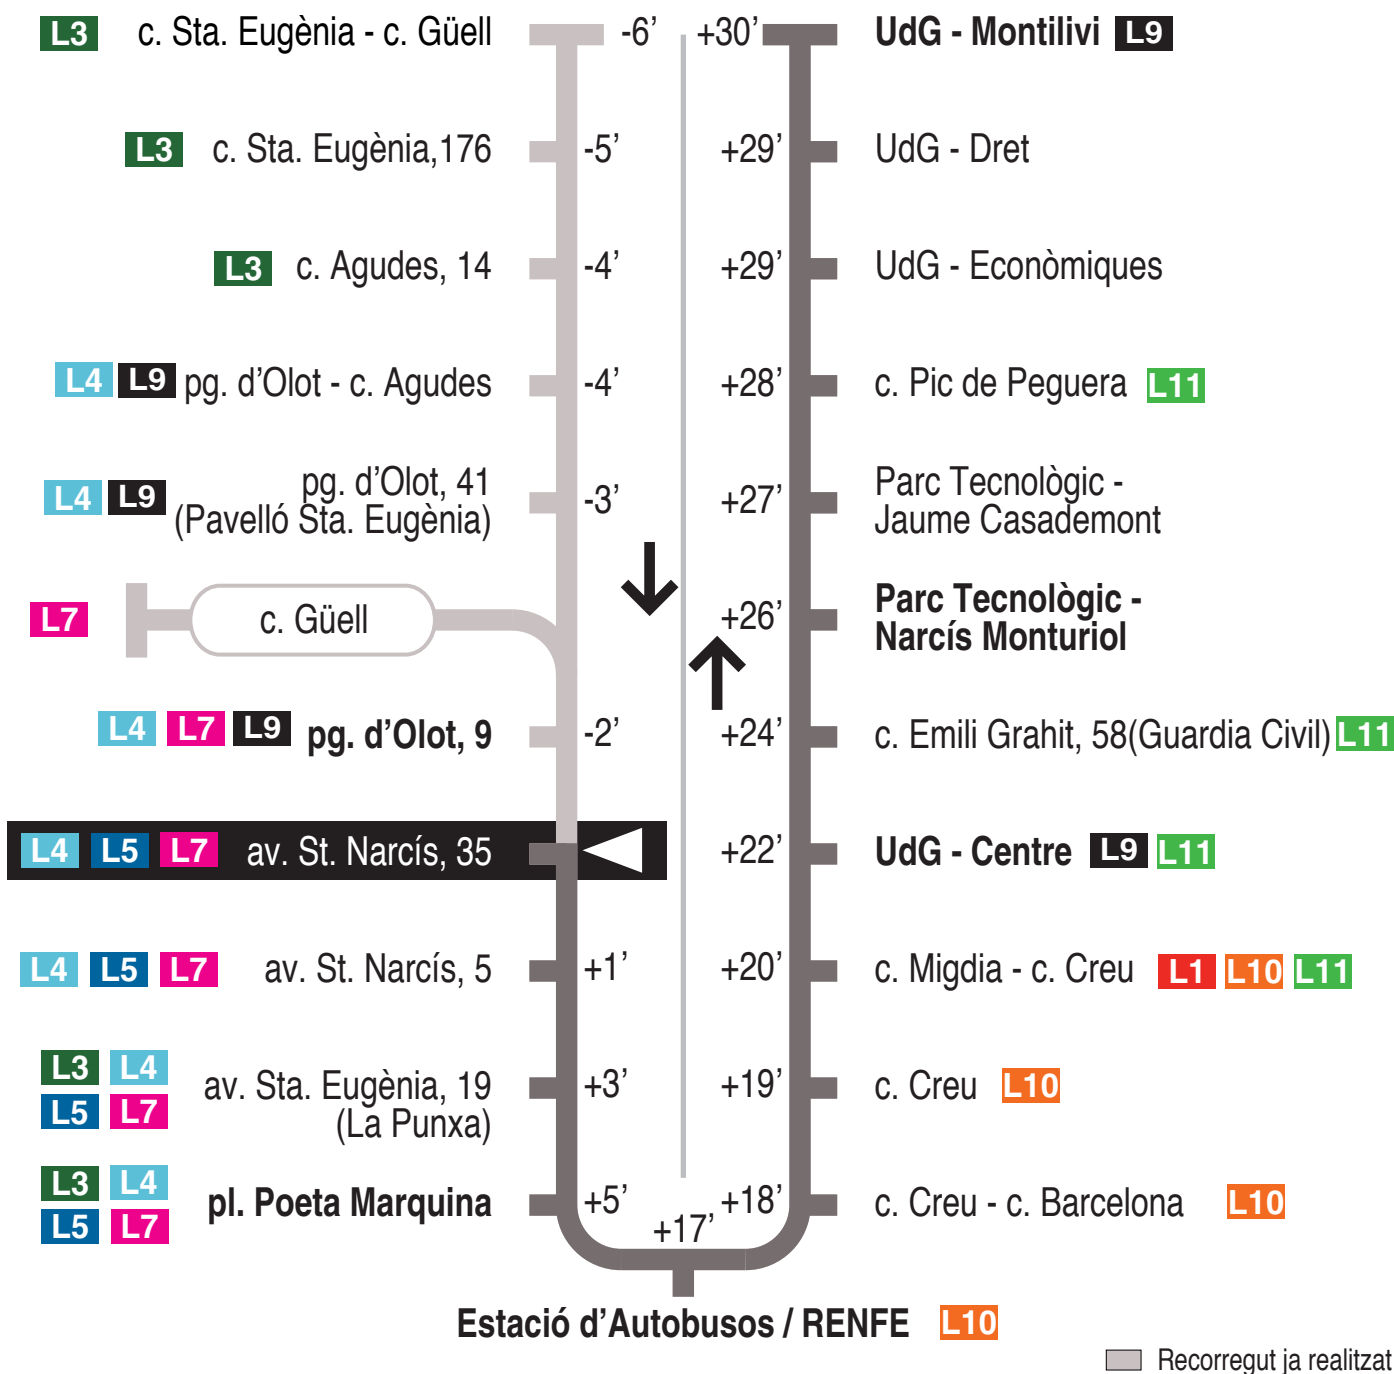 L3 c. Sta. Eugènia - c. Güell -6’
L3 c. Sta. Eugènia,176 -5’
L3 c. Agudes, 14 -4’
L4 L9 pg. d’Olot - c. Agudes -4’
pg. d’Olot, 41
L4 L9 (Pavelló Sta. Eugènia) -3’
L7 c. Güell
L4 L7 L9 pg. d’Olot, 9 -2’
L4 L5 L7 av. St. Narcís, 35
L4 L5 L7 av. St. Narcís, 5 +1’
L3 L4
L5 L7
av. Sta. Eugènia, 19 +3’
(La Punxa)
L3 L4
L5 L7
pl. Poeta Marquina +5’
+17’
Estació d’Autobusos / RENFE L10
+30’ UdG - Montilivi L9
+29’ UdG - Dret
+29’ UdG - Econòmiques
+28’ c. Pic de Peguera L11
+27’ Parc Tecnològic -
Jaume Casademont
+26’ Parc Tecnològic -
Narcís Monturiol
+24’ c. Emili Grahit, 58(Guardia Civil) L11
+22’ UdG - Centre L9 L11
+20’ c. Migdia - c. Creu L1 L10 L11
+19’ c. Creu L10
+18’ c. Creu - c. Barcelona L10
Recorregut ja realitzat